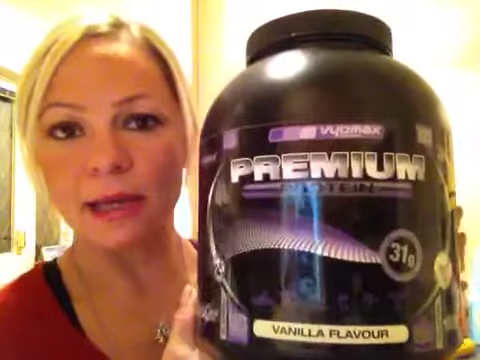 vyomax
PREMIUM
PROTEIN
31g
VANILLA FLAVOUR